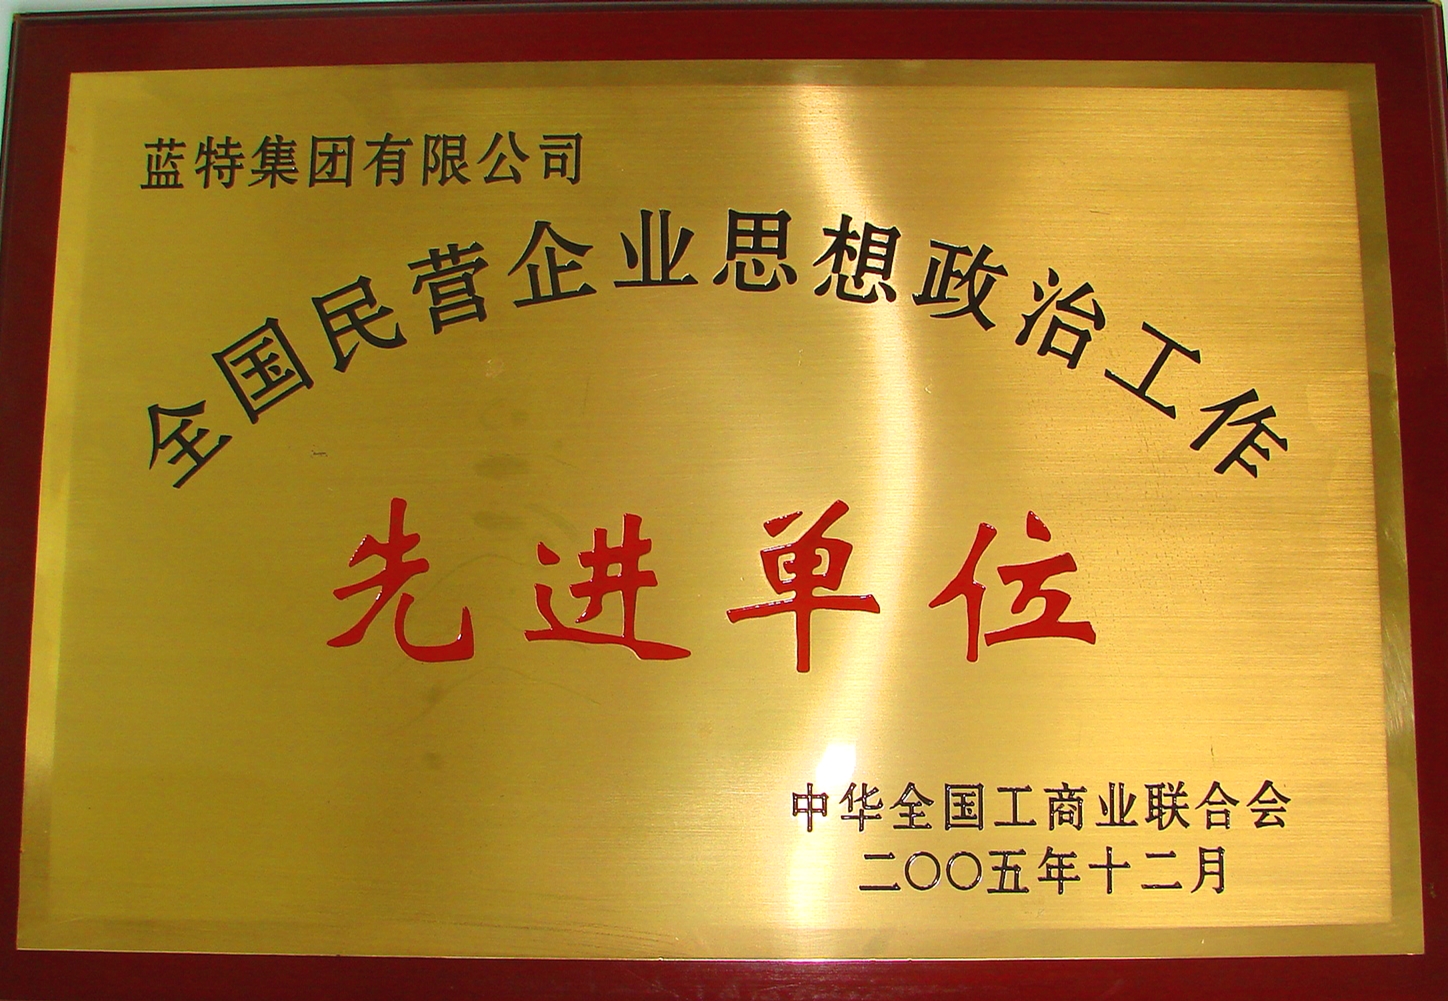 蓝特集团有限公司
全国民营企业思想政治工作
先进单位
中华全国工商业联合会
二〇〇五年十二月